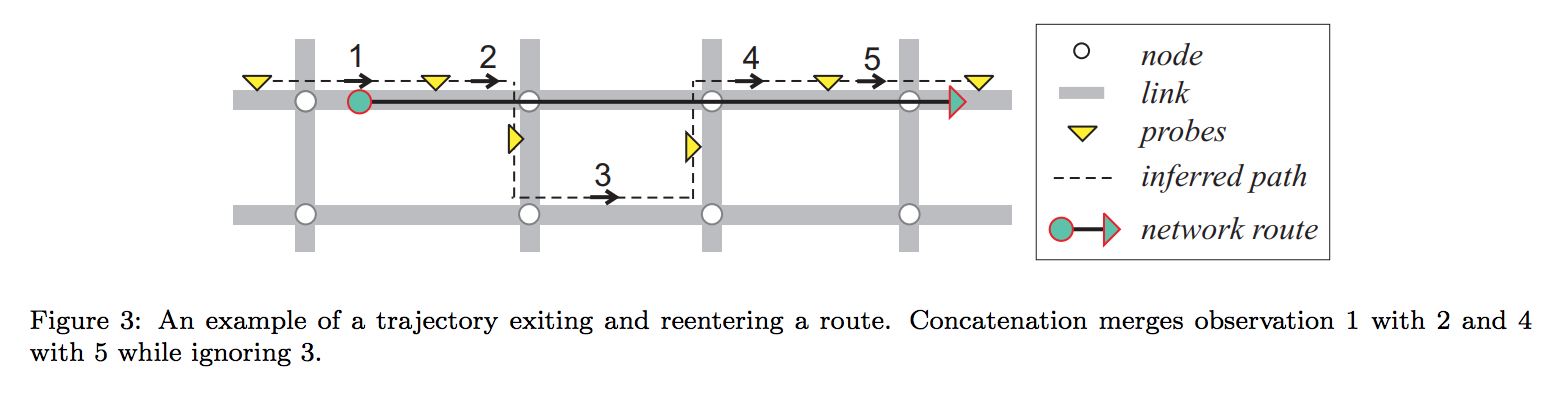 1
2
3
4
5
node
link
probes
inferred path
network route
Figure 3: An example of a trajectory exiting and reentering a route. Concatenation merges observation 1 with 2 and 4
with 5 while ignoring 3.